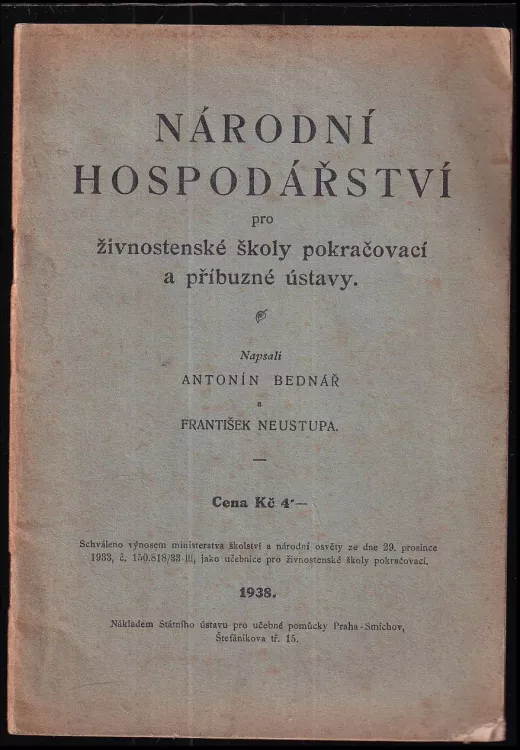 NÁRODNÍ
HOSPODÁŘSTVÍ
pro
živnostenské školy pokračovací
a příbuzné ústavy.
Napsali
ANTONÍN BEDNÁŘ
a
FRANTIŠEK NEUSTUPA.
Cena Kč 4·—
Schváleno výnosem ministerstva školství a národní osvěty ze dne 29. prosince
1933, č. 150.818/33 III, jako učebnice pro živnostenské školy pokračovací.
1938.
Nákladem Státního ústavu pro učebné pomůcky Praha-Smíchov,
Štefánikova tř. 15.